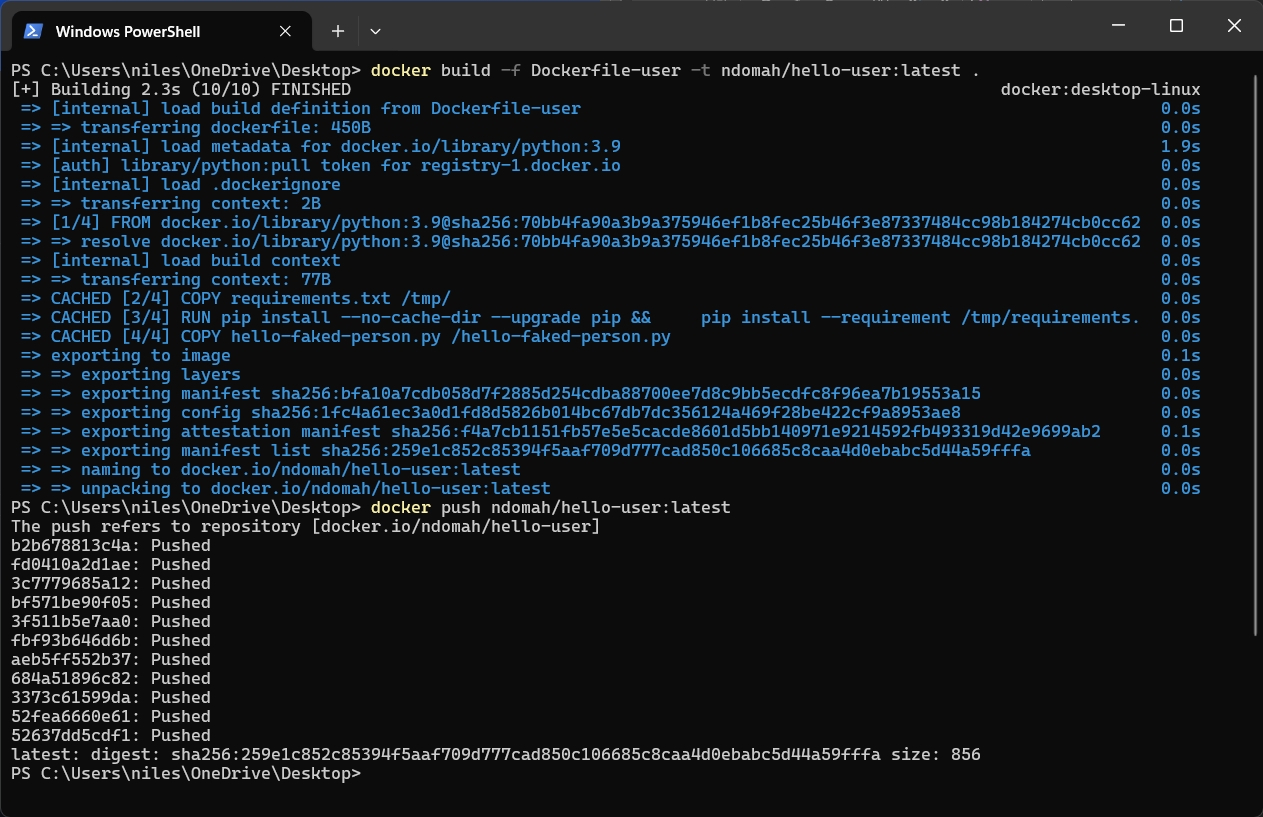 Windows PowerShell
PS C:\Users\niles\OneDrive\Desktop> docker build -f Dockerfile-user -t ndomah/hello-user:latest .
[+] Building 2.3s (10/10) FINISHED docker:desktop-linux
=> [internal] load build definition from Dockerfile-user 0.0s
=> => transferring dockerfile: 450B 0.0s
=> [internal] load metadata for docker.io/library/python:3.9 1.9s
=> [auth] library/python:pull token for registry-1.docker.io 0.0s
=> [internal] load .dockerignore 0.0s
=> => transferring context: 2B 0.0s
=> [1/4] FROM docker.io/library/python:3.9@sha256:70bb4fa90a3b9a375946ef1b8fec25b46f3e87337484cc98b184274cb0cc62 0.0s
=> => resolve docker.io/library/python:3.9@sha256:70bb4fa90a3b9a375946ef1b8fec25b46f3e87337484cc98b184274cb0cc62 0.0s
=> [internal] load build context 0.0s
=> => transferring context: 77B 0.0s
=> CACHED [2/4] COPY requirements.txt /tmp/ 0.0s
=> CACHED [3/4] RUN pip install --no-cache-dir --upgrade pip &&     pip install --requirement /tmp/requirements. 0.0s
=> CACHED [4/4] COPY hello-faked-person.py /hello-faked-person.py 0.0s
=> exporting to image 0.1s
=> => exporting layers 0.0s
=> => exporting manifest sha256:bfa10a7cdb058d7f2885d254cdba88700ee7d8c9bb5ecdfc8f96ea7b19553a15 0.0s
=> => exporting config sha256:1fc4a61ec3a0d1fd8d5826b014bc67db7dc356124a469f28be422cf9a8953ae8 0.0s
=> => exporting attestation manifest sha256:f4a7cb1151fb57e5e5cacde8601d5bb140971e9214592fb493319d42e9699ab2 0.1s
=> => exporting manifest list sha256:259e1c852c85394f5aaf709d777cad850c106685c8caa4d0ebabc5d44a59fffa 0.0s
=> => naming to docker.io/ndomah/hello-user:latest 0.0s
=> => unpacking to docker.io/ndomah/hello-user:latest 0.0s
PS C:\Users\niles\OneDrive\Desktop> docker push ndomah/hello-user:latest
The push refers to repository [docker.io/ndomah/hello-user]
b2b678813c4a: Pushed
fd0410a2d1ae: Pushed
3c7779685a12: Pushed
bf571be90f05: Pushed
3f511b5e7aa0: Pushed
fbf93b646d6b: Pushed
aeb5ff552b37: Pushed
684a51896c82: Pushed
3373c61599da: Pushed
52fea6660e61: Pushed
52637dd5cdf1: Pushed
latest: digest: sha256:259e1c852c85394f5aaf709d777cad850c106685c8caa4d0ebabc5d44a59fffa size: 856
PS C:\Users\niles\OneDrive\Desktop>